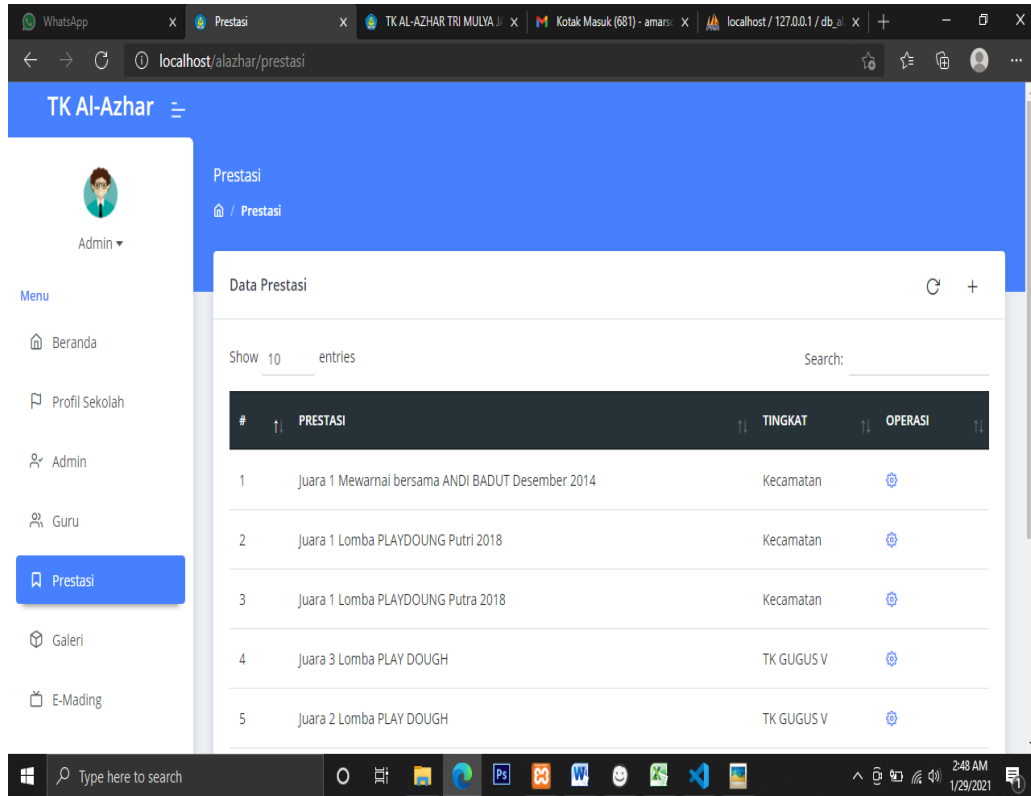 WhatsApp
Prestasi
TK AL-AZHAR TRI MULYA
Kotak Masuk (681) - amarsc
localhost / 127.0.0.1 / db_al
localhost/alazhar/prestasi
TK Al-Azhar
Admin
Menu
Beranda
Profil Sekolah
Admin
Guru
Prestasi
Galeri
E-Mading
Prestasi
/ Prestasi
Data Prestasi
Show 10 entries Search:
# PRESTASI TINGKAT OPERASI
1 Juara 1 Mewarnai bersama ANDI BADUT Desember 2014 Kecamatan
2 Juara 1 Lomba PLAYDOUNG Putri 2018 Kecamatan
3 Juara 1 Lomba PLAYDOUNG Putra 2018 Kecamatan
4 Juara 3 Lomba PLAY DOUGH TK GUGUS V
5 Juara 2 Lomba PLAY DOUGH TK GUGUS V
Type here to search
Ps
2:48 AM
1/29/2021